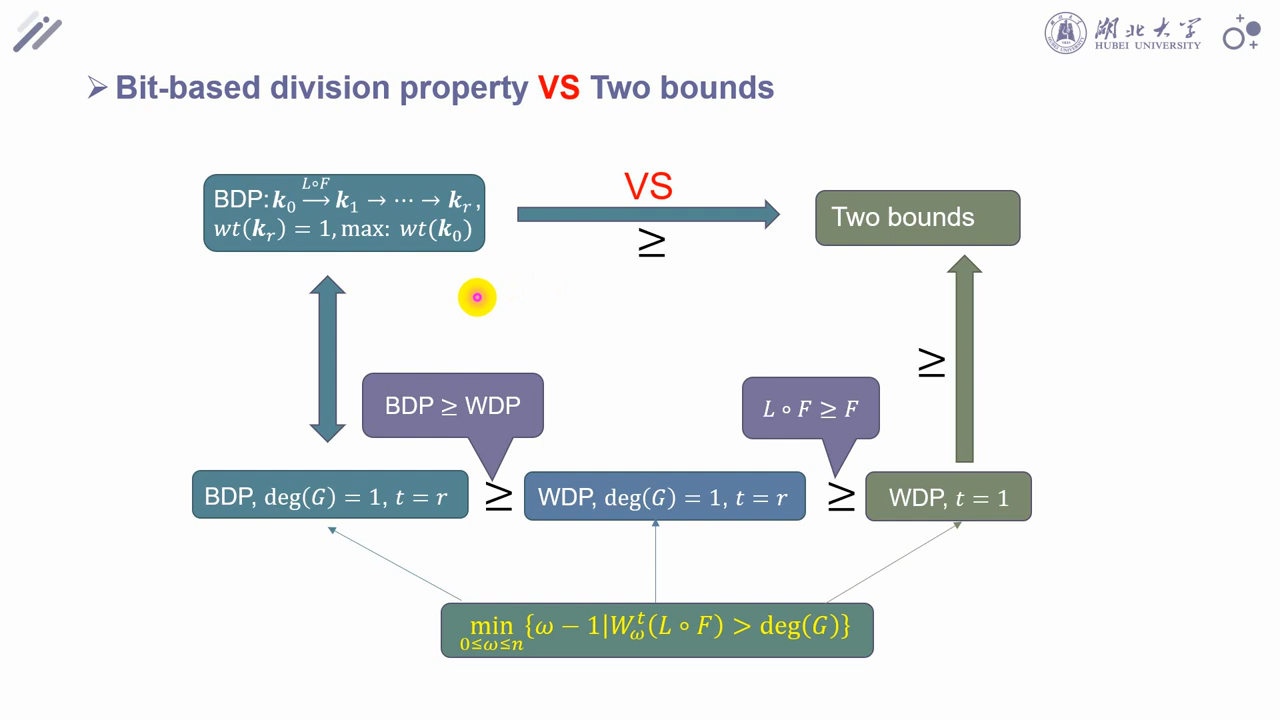 湖北大学
HUBEI UNIVERSITY
➢ Bit-based division property VS Two bounds
BDP: 𝒌₀ →^{L∘F} 𝒌₁ → ⋯ → 𝒌ᵣ,
wt(𝒌ᵣ) = 1, max: wt(𝒌₀)
VS
≥
Two bounds
≥
BDP ≥ WDP
L ∘ F ≥ F
BDP, deg(G) = 1, t = r
≥
WDP, deg(G) = 1, t = r
≥
WDP, t = 1
min_{0≤ω≤n} {ω − 1|W_ω^t(L ∘ F) > deg(G)}